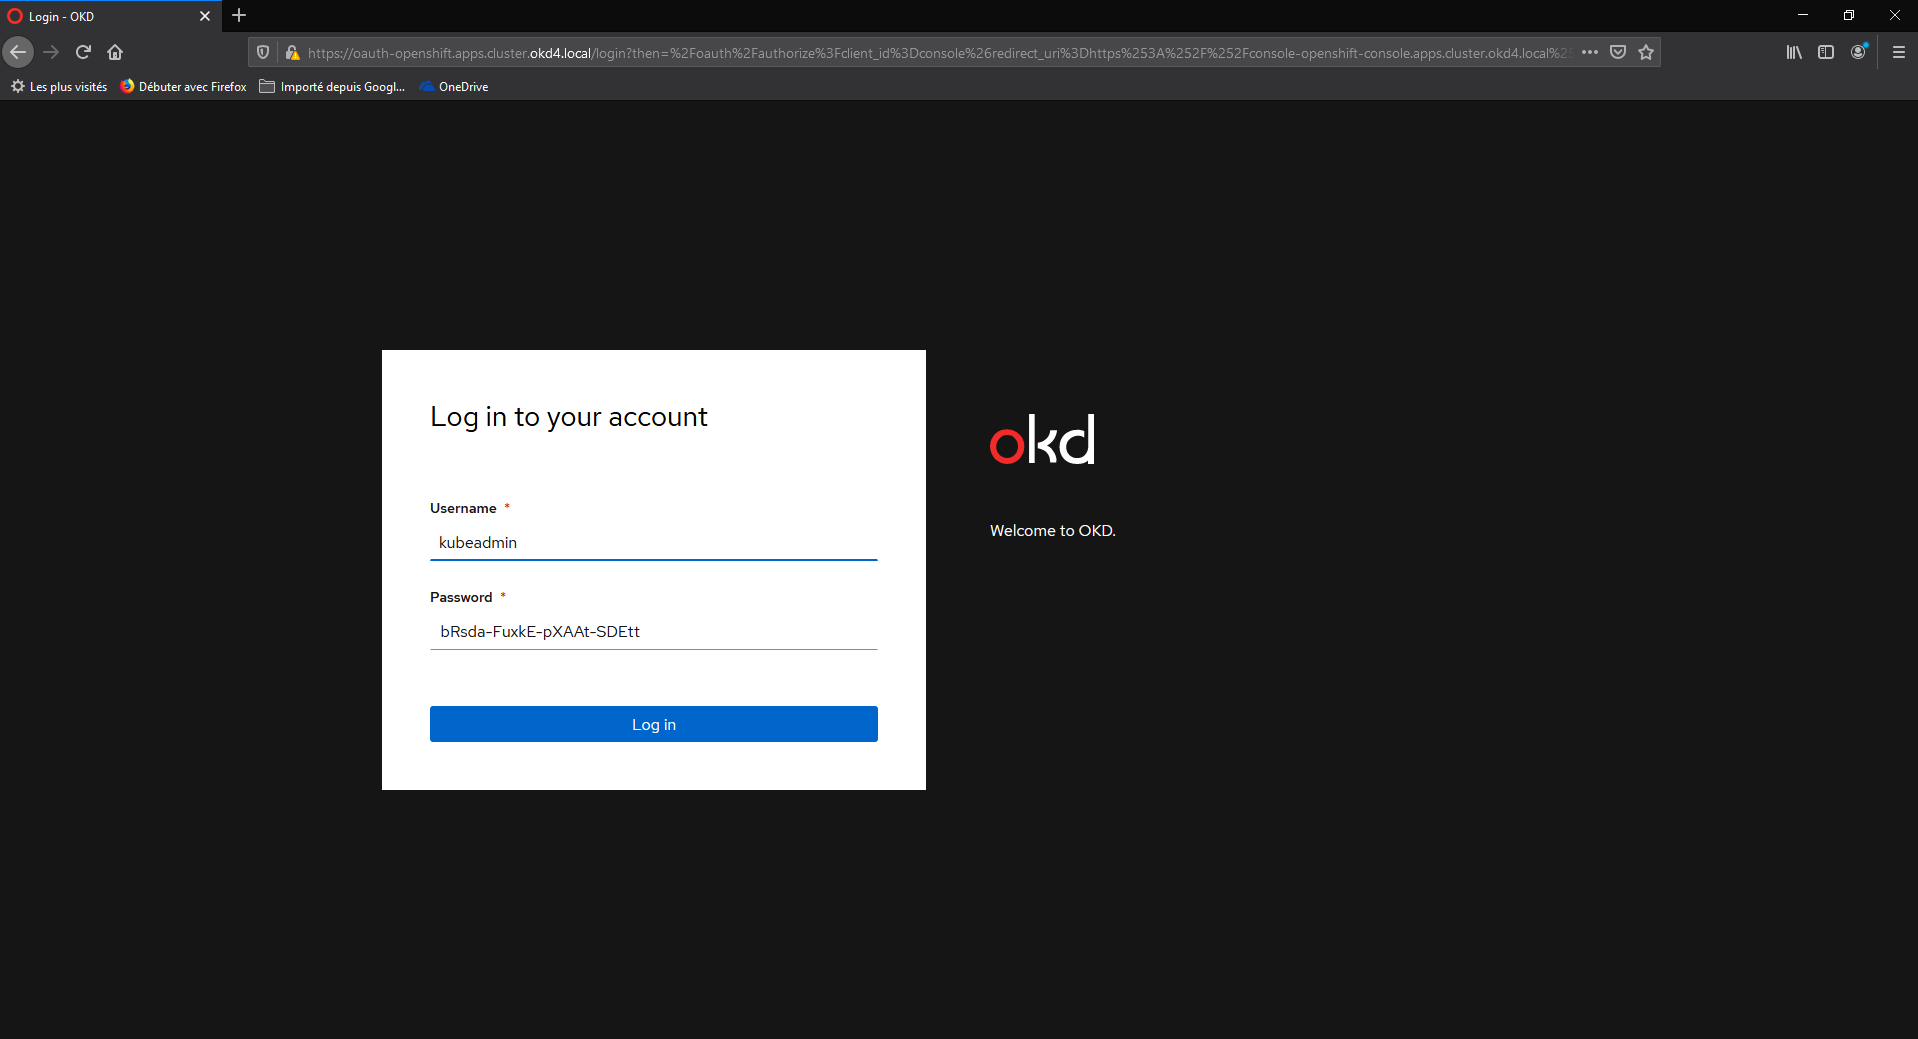 Login - OKD
https://oauth-openshift.apps.cluster.okd4.local/login?then=%2Foauth%2Fauthorize%3Fclient_id%3Dconsole%26redirect_uri%3Dhttps%253A%252F%252Fconsole-openshift-console.apps.cluster.okd4.local%25
Les plus visités Débuter avec Firefox Importé depuis Googl... OneDrive
Log in to your account
Username *
kubeadmin
Password *
bRsda-FuxkE-pXAAt-SDEtt
Log in
okd
Welcome to OKD.